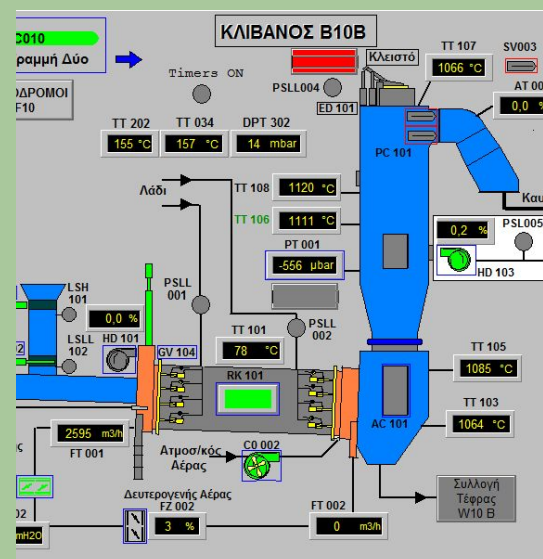 ΚΛΙΒΑΝΟΣ Β10Β
C010
ραμμή Δύο
Timers ON
PSLL004
Κλειστό
TT 107
1066 °C
SV003
ΔΡΟΜΟΙ
F10
ED 101
AT 00
0,0 %
TT 202
TT 034
DPT 302
155 °C
157 °C
14 mbar
PC 101
Λάδι
TT 108
1120 °C
TT 106
1111 °C
Καυ
0,2 %
PSL005
PT 001
-556 µbar
HD 103
LSH
101
PSLL
001
0,0 %
LSLL
102
HD 101
GV 104
TT 101
78 °C
PSLL
002
TT 105
1085 °C
RK 101
TT 103
1064 °C
AC 101
2595 m3/h
FT 001
Ατμοσ/κός
Αέρας
C0 002
Συλλογή
Τέφρας
W10 B
Δευτερογενής Αέρας
FZ 002
FT 002
02
mH2O
3 %
0 m3/h